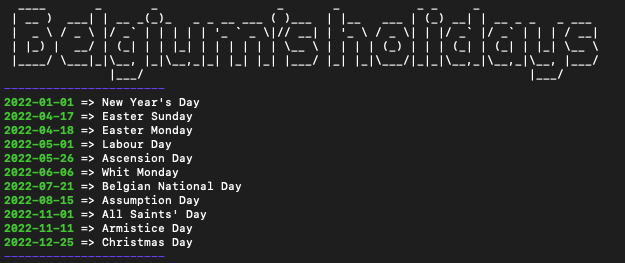 Belgium's holidays
-----------------------
2022-01-01 => New Year's Day
2022-04-17 => Easter Sunday
2022-04-18 => Easter Monday
2022-05-01 => Labour Day
2022-05-26 => Ascension Day
2022-06-06 => Whit Monday
2022-07-21 => Belgian National Day
2022-08-15 => Assumption Day
2022-11-01 => All Saints' Day
2022-11-11 => Armistice Day
2022-12-25 => Christmas Day
-----------------------